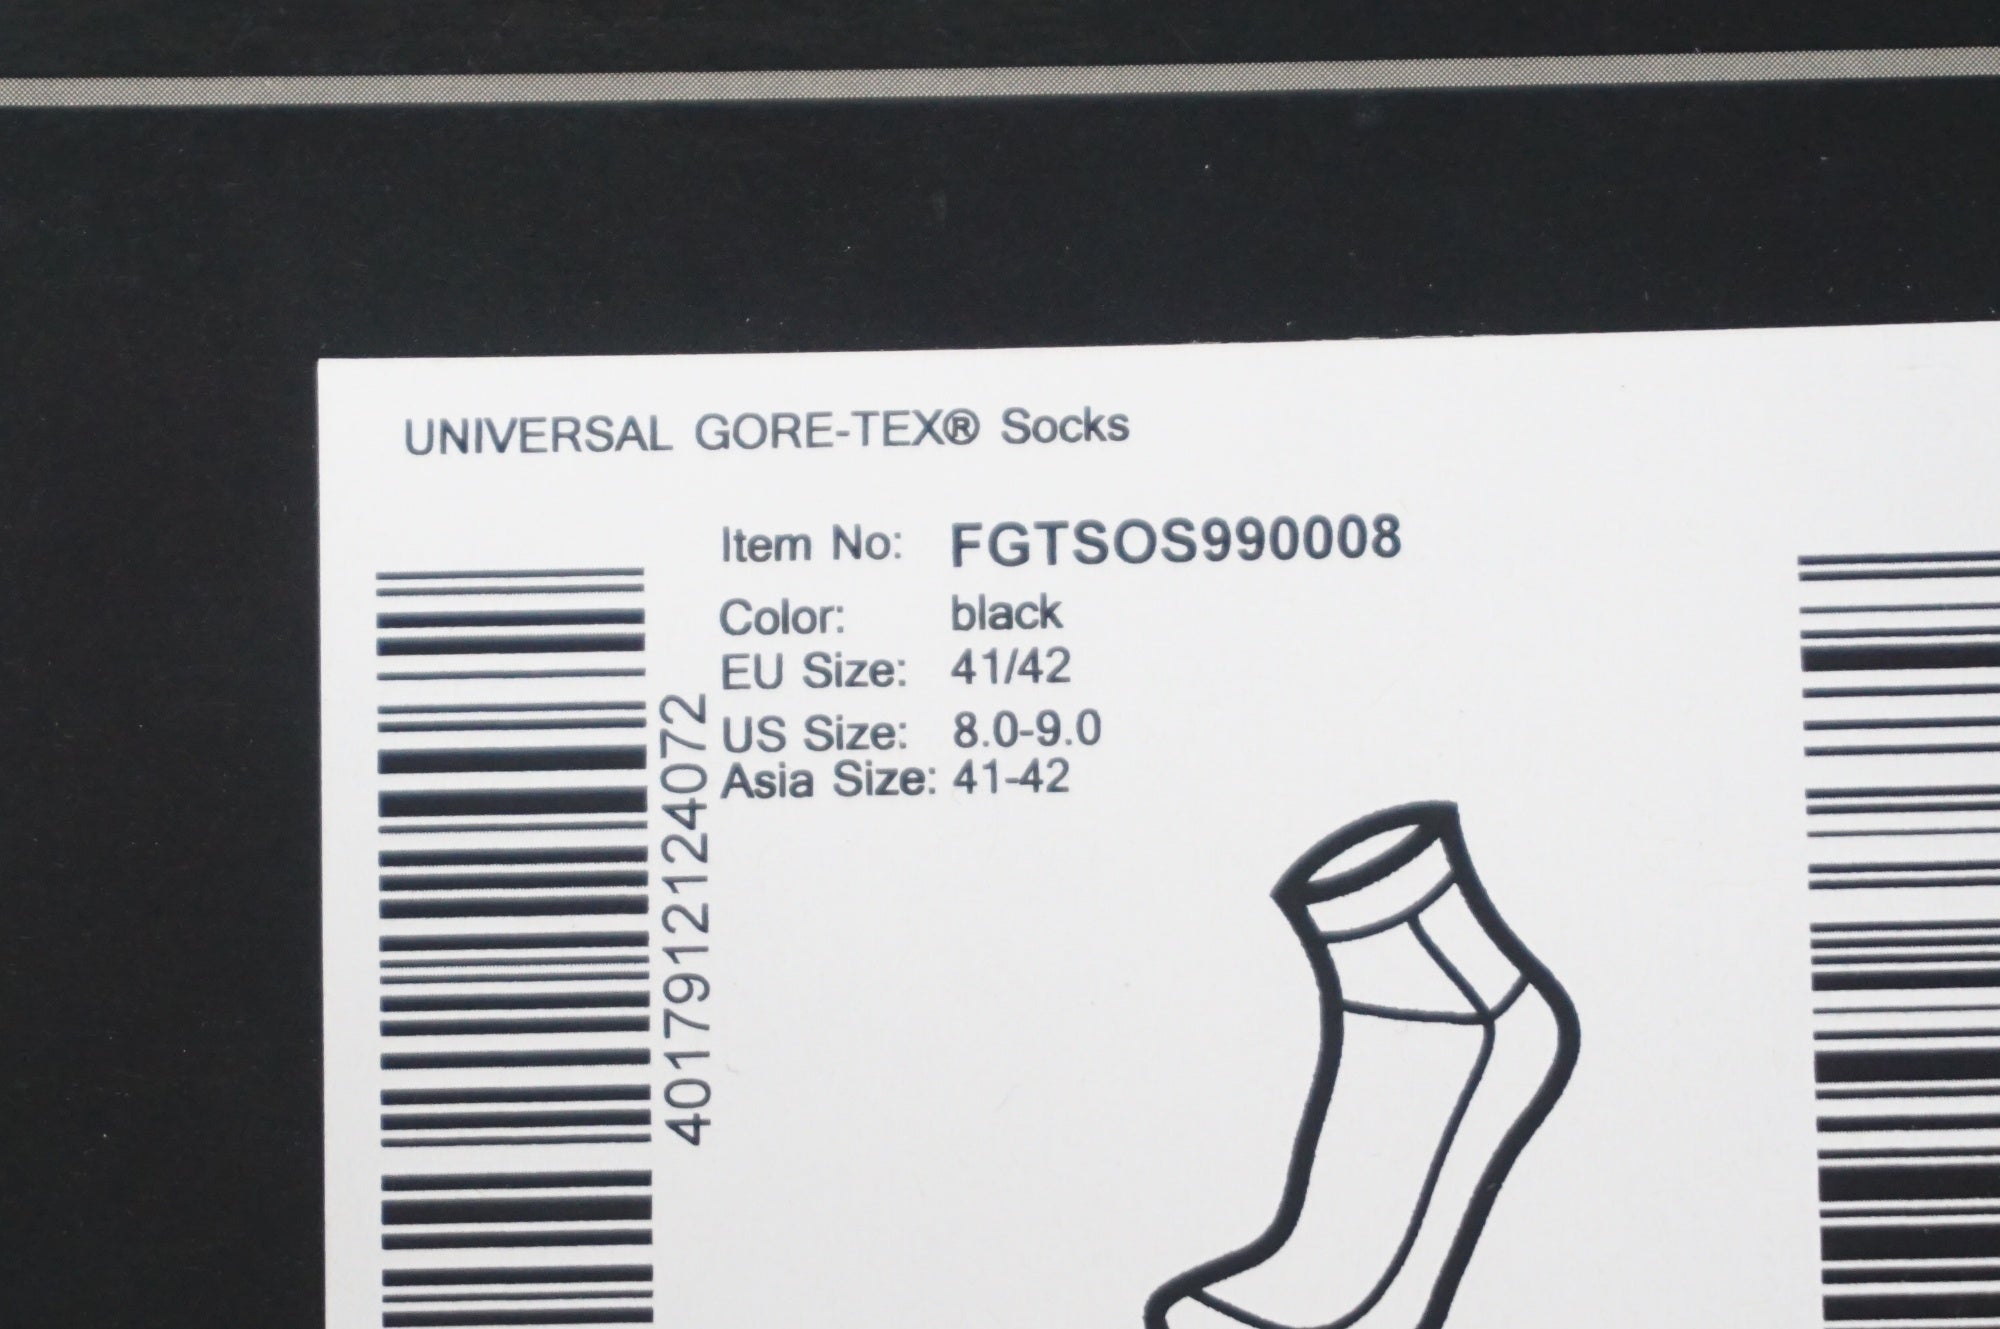 UNIVERSAL GORE-TEX® Socks
Item No: FGTSOS990008
Color: black
EU Size: 41/42
US Size: 8.0-9.0
Asia Size: 41-42
4017912124072